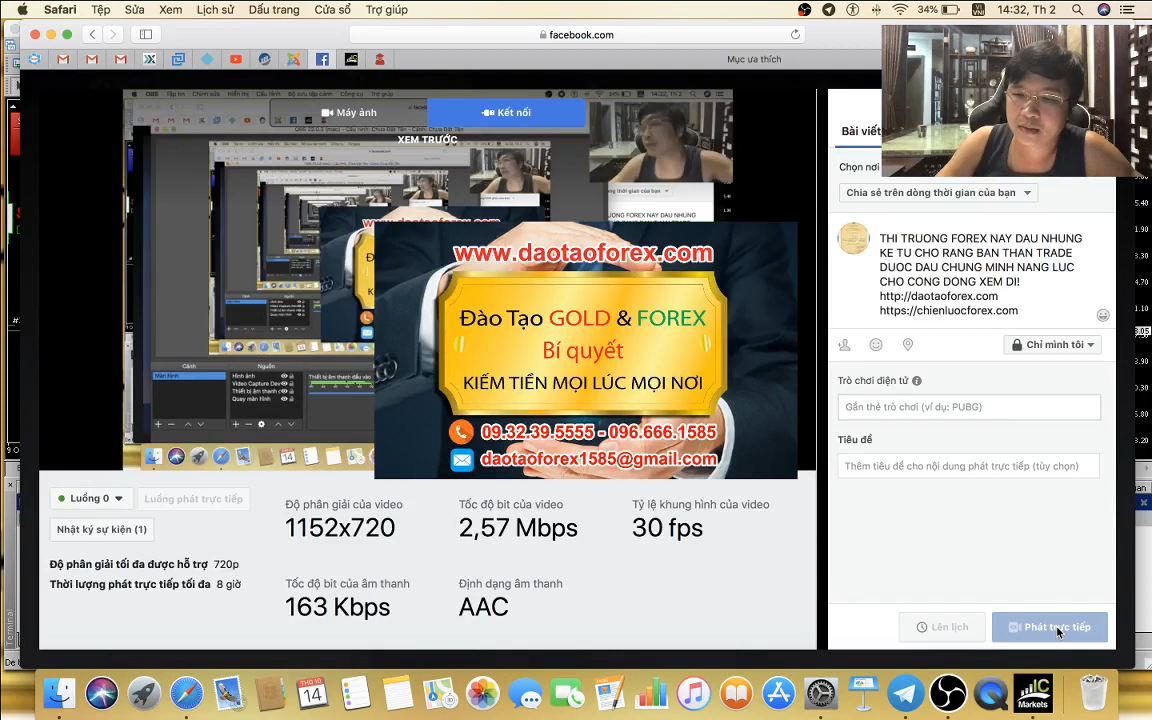 Safari Tệp Sửa Xem Lịch sử Dấu trang Cửa sổ Trợ giúp
34% VI VNI 14:32, Th 2
facebook.com
Mục ưa thích
Máy ảnh
Kết nối
XEM TRƯỚC
www.daotaoforex.com
Đào Tạo GOLD & FOREX
Bí quyết
KIẾM TIỀN MỌI LÚC MỌI NƠI
09.32.39.5555 - 096.666.1585
daotaoforex1585@gmail.com
Luồng 0
Luồng phát trực tiếp
Nhật ký sự kiện (1)
Độ phân giải tối đa được hỗ trợ 720p
Thời lượng phát trực tiếp tối đa 8 giờ
Độ phân giải của video
1152x720
Tốc độ bit của video
2,57 Mbps
Tỷ lệ khung hình của video
30 fps
Tốc độ bit của âm thanh
163 Kbps
Định dạng âm thanh
AAC
Bài viết
Chọn nơi
Chia sẻ trên dòng thời gian của bạn
THI TRUONG FOREX NAY DAU NHUNG
KE TU CHO RANG BAN THAN TRADE
DUOC DAU CHUNG MINH NANG LUC
CHO CONG DONG XEM DI!
http://daotaoforex.com
https://chienluocforex.com
Chỉ mình tôi
Trò chơi điện tử
Gắn thẻ trò chơi (ví dụ: PUBG)
Tiêu đề
Thêm tiêu đề cho nội dung phát trực tiếp (tùy chọn)
Lên lịch
Phát trực tiếp
Terminal
THG 10
14
IC
Markets